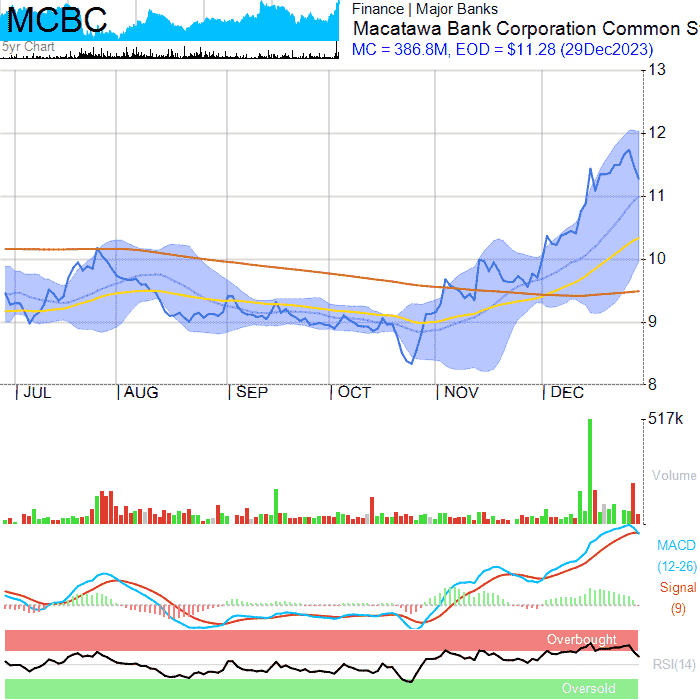 MCBC
5yr Chart
Finance | Major Banks
Macatawa Bank Corporation Common S
MC = 386.8M, EOD = $11.28 (29Dec2023)
13
12
11
10
9
8
JUL AUG SEP OCT NOV DEC
517k
Volume
MACD
(12-26)
Signal
(9)
Overbought
RSI(14)
Oversold